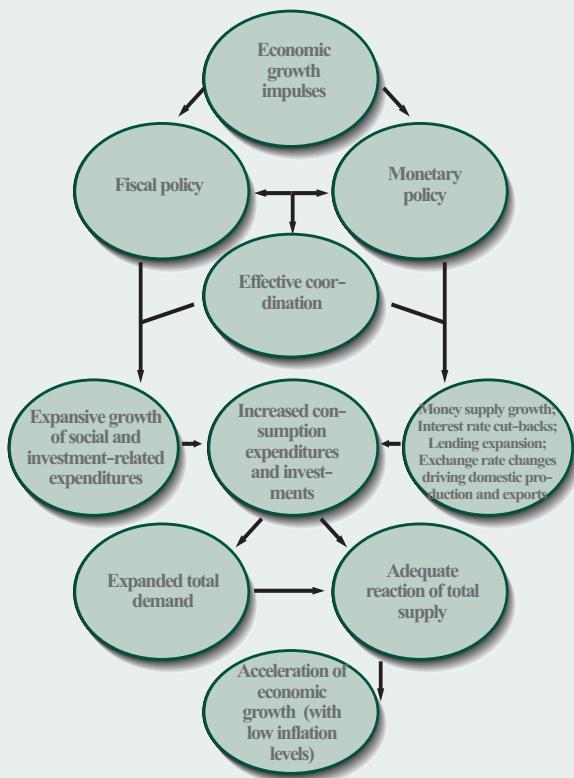 Economic
growth
impulses
Fiscal policy
Monetary
policy
Effective coor-
dination
Expansive growth
of social and
investment-related
expenditures
Increased con-
sumption
expenditures
and invest-
ments
Money supply growth;
Interest rate cut-backs;
Lending expansion;
Exchange rate changes
driving domestic pro-
duction and exports
Expanded total
demand
Adequate
reaction of total
supply
Acceleration of
economic
growth (with
low inflation
levels)